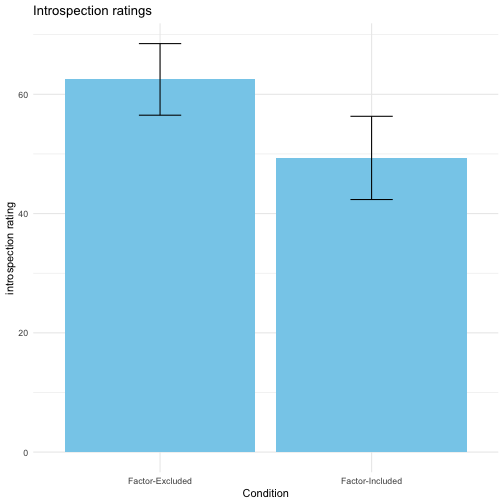 Introspection ratings
introspection rating
60
40
20
0
Factor-Excluded
Factor-Included
Condition